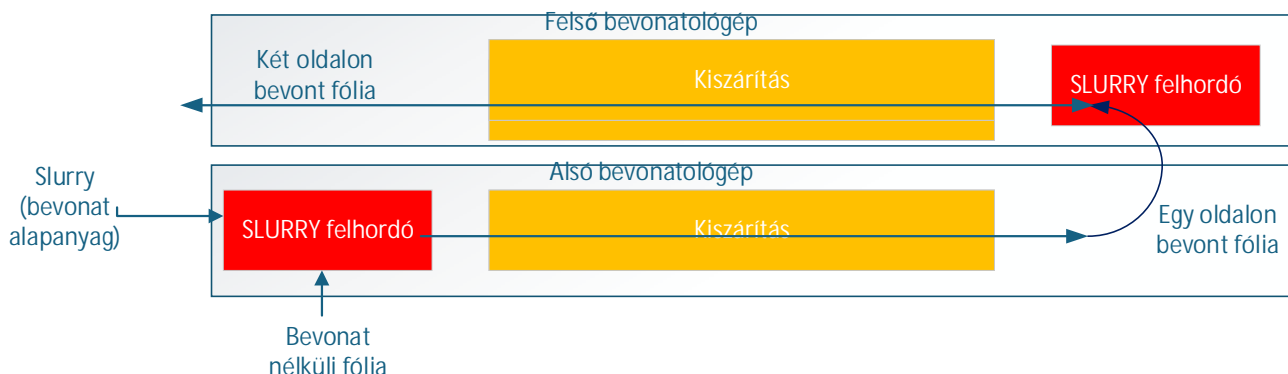 Felső bevonatológép
Két oldalon
bevont fólia
Kiszárítás
SLURRY felhordó
Alsó bevonatológép
Slurry
(bevonat
alapanyag)
SLURRY felhordó
Kiszárítás
Egy oldalon
bevont fólia
Bevonat
nélküli fólia